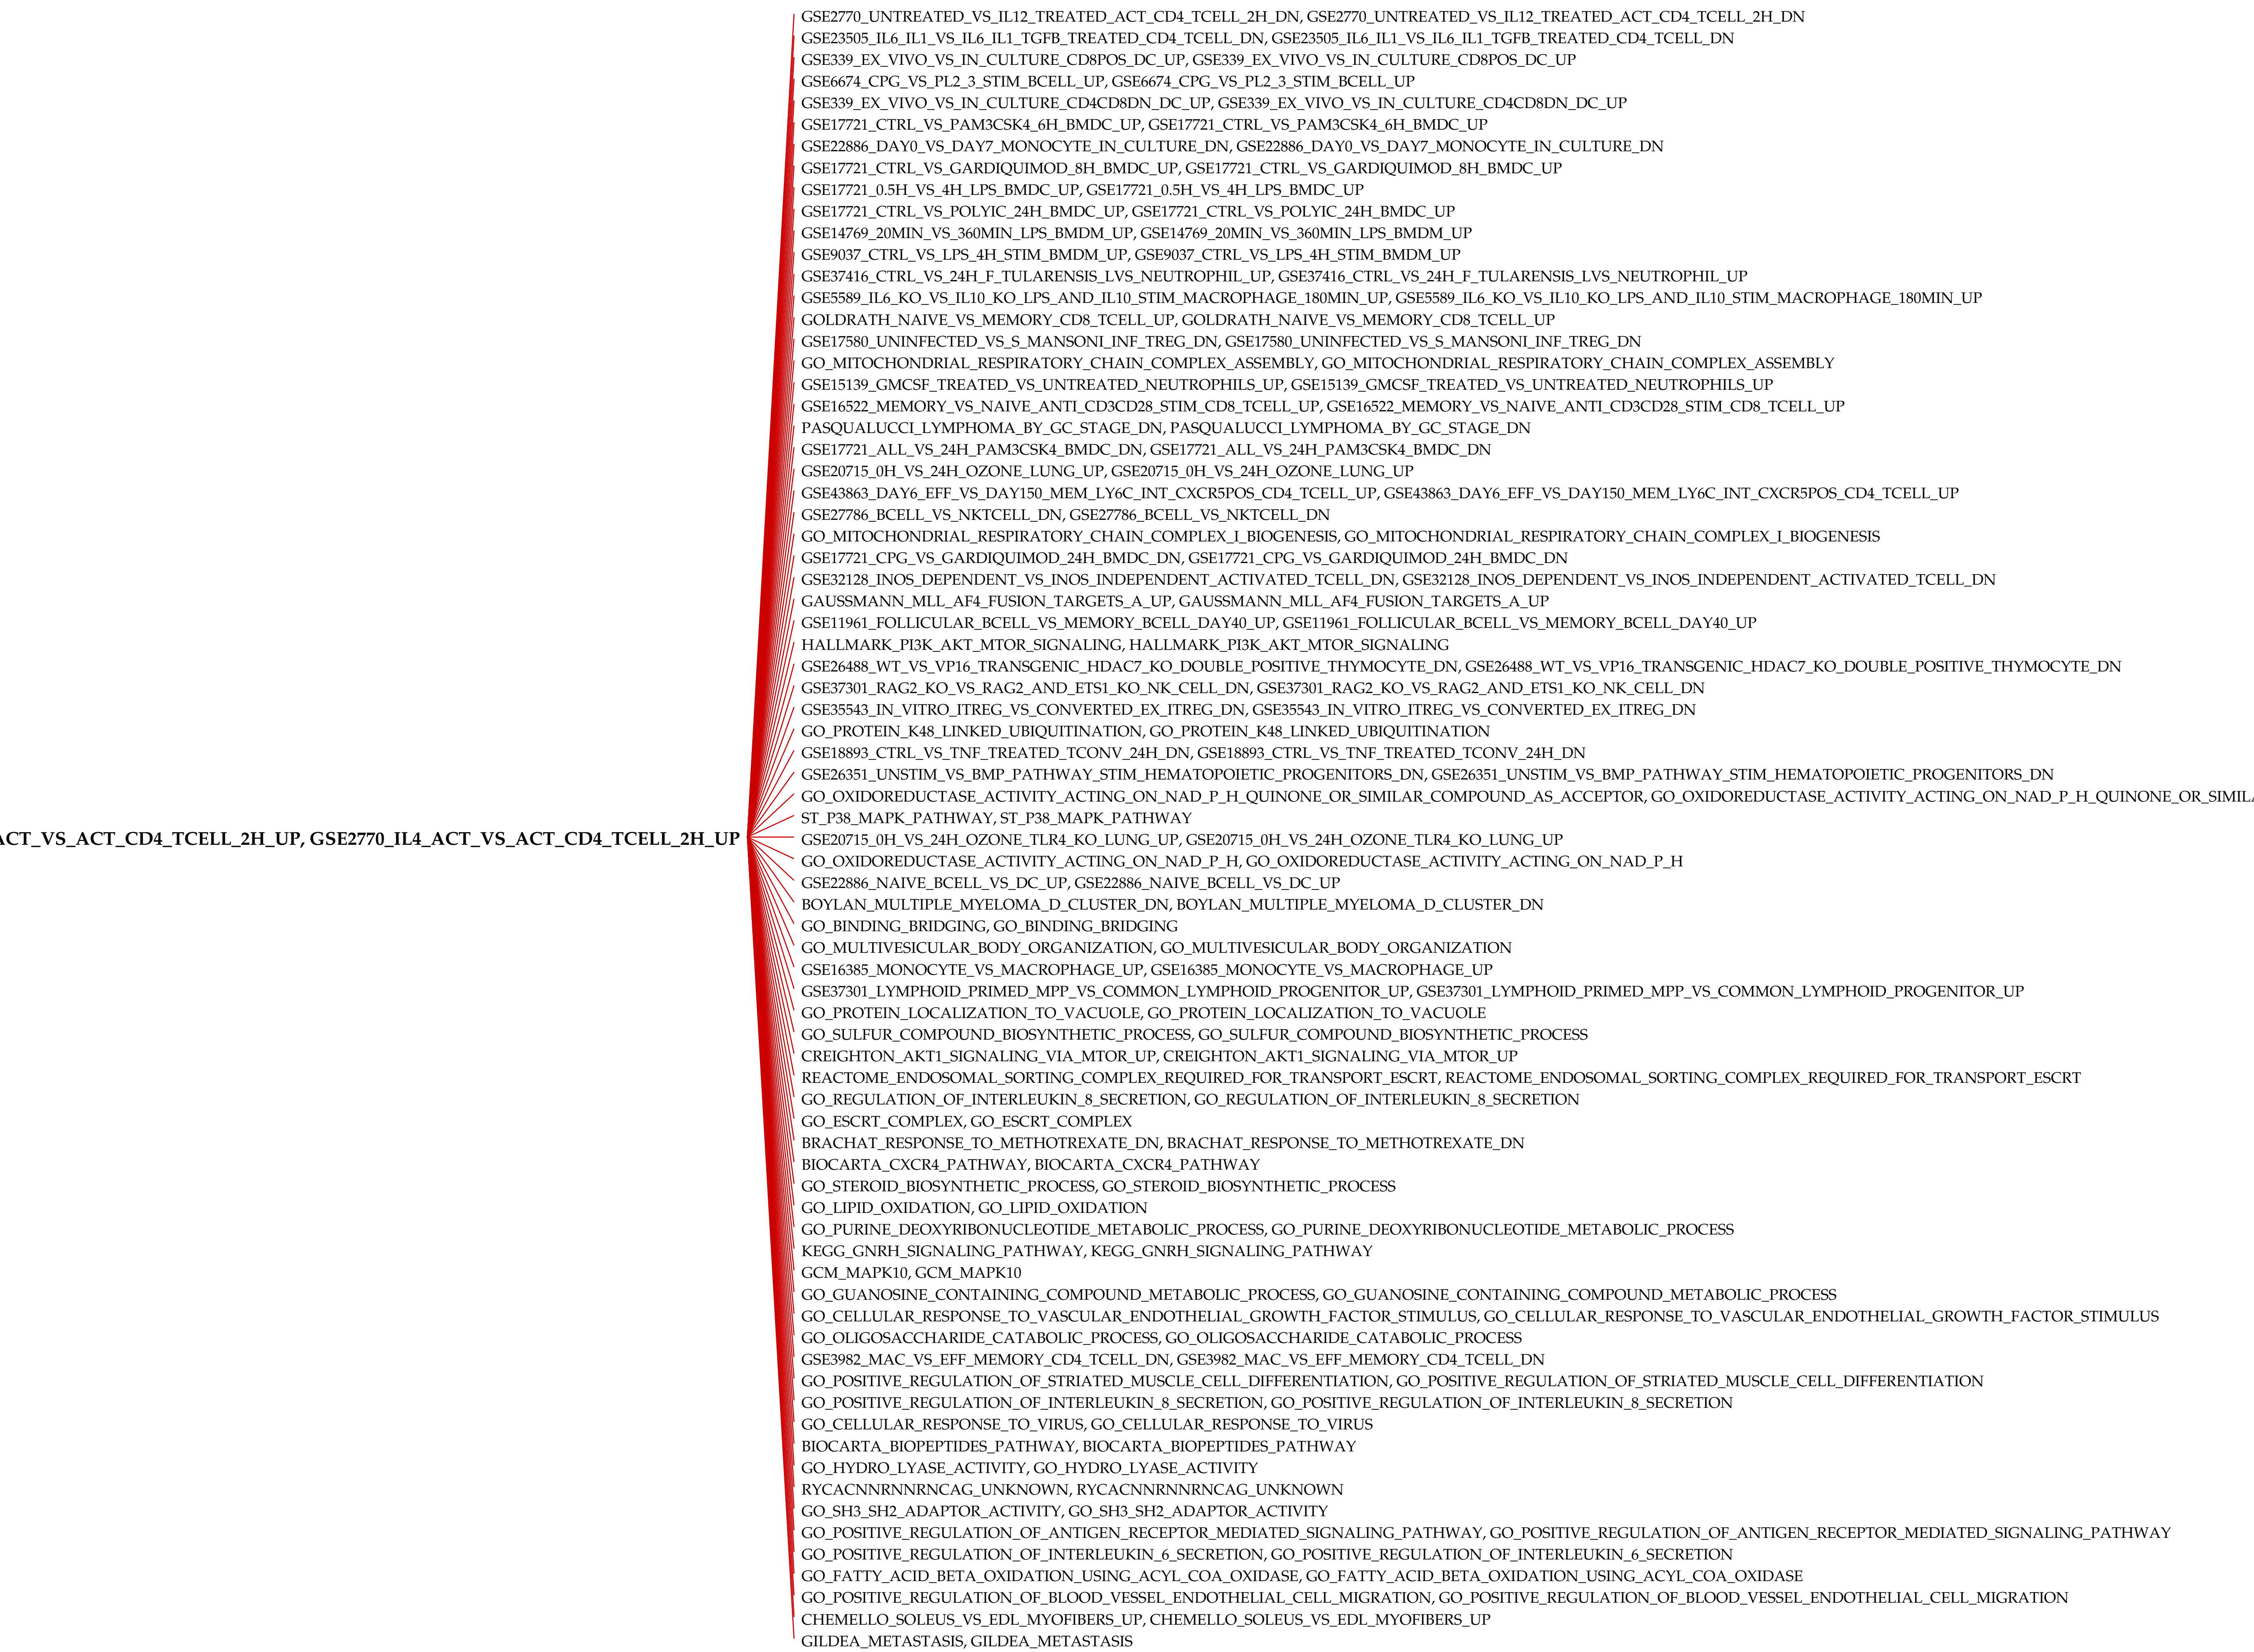 GSE2770_UNTREATED_VS_IL12_TREATED_ACT_CD4_TCELL_2H_DN, GSE2770_UNTREATED_VS_IL12_TREATED_ACT_CD4_TCELL_2H_DN
GSE23505_IL6_IL1_VS_IL6_IL1_TGFB_TREATED_CD4_TCELL_DN, GSE23505_IL6_IL1_VS_IL6_IL1_TGFB_TREATED_CD4_TCELL_DN
GSE339_EX_VIVO_VS_IN_CULTURE_CD8POS_DC_UP, GSE339_EX_VIVO_VS_IN_CULTURE_CD8POS_DC_UP
GSE6674_CPG_VS_PL2_3_STIM_BCELL_UP, GSE6674_CPG_VS_PL2_3_STIM_BCELL_UP
GSE339_EX_VIVO_VS_IN_CULTURE_CD4CD8DN_DC_UP, GSE339_EX_VIVO_VS_IN_CULTURE_CD4CD8DN_DC_UP
GSE17721_CTRL_VS_PAM3CSK4_6H_BMDC_UP, GSE17721_CTRL_VS_PAM3CSK4_6H_BMDC_UP
GSE22886_DAY0_VS_DAY7_MONOCYTE_IN_CULTURE_DN, GSE22886_DAY0_VS_DAY7_MONOCYTE_IN_CULTURE_DN
GSE17721_CTRL_VS_GARDIQUIMOD_8H_BMDC_UP, GSE17721_CTRL_VS_GARDIQUIMOD_8H_BMDC_UP
GSE17721_0.5H_VS_4H_LPS_BMDC_UP, GSE17721_0.5H_VS_4H_LPS_BMDC_UP
GSE17721_CTRL_VS_POLYIC_24H_BMDC_UP, GSE17721_CTRL_VS_POLYIC_24H_BMDC_UP
GSE14769_20MIN_VS_360MIN_LPS_BMDM_UP, GSE14769_20MIN_VS_360MIN_LPS_BMDM_UP
GSE9037_CTRL_VS_LPS_4H_STIM_BMDM_UP, GSE9037_CTRL_VS_LPS_4H_STIM_BMDM_UP
GSE37416_CTRL_VS_24H_F_TULARENSIS_LVS_NEUTROPHIL_UP, GSE37416_CTRL_VS_24H_F_TULARENSIS_LVS_NEUTROPHIL_UP
GSE5589_IL6_KO_VS_IL10_KO_LPS_AND_IL10_STIM_MACROPHAGE_180MIN_UP, GSE5589_IL6_KO_VS_IL10_KO_LPS_AND_IL10_STIM_MACROPHAGE_180MIN_UP
GOLDRATH_NAIVE_VS_MEMORY_CD8_TCELL_UP, GOLDRATH_NAIVE_VS_MEMORY_CD8_TCELL_UP
GSE17580_UNINFECTED_VS_S_MANSONI_INF_TREG_DN, GSE17580_UNINFECTED_VS_S_MANSONI_INF_TREG_DN
GO_MITOCHONDRIAL_RESPIRATORY_CHAIN_COMPLEX_ASSEMBLY, GO_MITOCHONDRIAL_RESPIRATORY_CHAIN_COMPLEX_ASSEMBLY
GSE15139_GMCSF_TREATED_VS_UNTREATED_NEUTROPHILS_UP, GSE15139_GMCSF_TREATED_VS_UNTREATED_NEUTROPHILS_UP
GSE16522_MEMORY_VS_NAIVE_ANTI_CD3CD28_STIM_CD8_TCELL_UP, GSE16522_MEMORY_VS_NAIVE_ANTI_CD3CD28_STIM_CD8_TCELL_UP
PASQUALUCCI_LYMPHOMA_BY_GC_STAGE_DN, PASQUALUCCI_LYMPHOMA_BY_GC_STAGE_DN
GSE17721_ALL_VS_24H_PAM3CSK4_BMDC_DN, GSE17721_ALL_VS_24H_PAM3CSK4_BMDC_DN
GSE20715_0H_VS_24H_OZONE_LUNG_UP, GSE20715_0H_VS_24H_OZONE_LUNG_UP
GSE43863_DAY6_EFF_VS_DAY150_MEM_LY6C_INT_CXCR5POS_CD4_TCELL_UP, GSE43863_DAY6_EFF_VS_DAY150_MEM_LY6C_INT_CXCR5POS_CD4_TCELL_UP
GSE27786_BCELL_VS_NKTCELL_DN, GSE27786_BCELL_VS_NKTCELL_DN
GO_MITOCHONDRIAL_RESPIRATORY_CHAIN_COMPLEX_I_BIOGENESIS, GO_MITOCHONDRIAL_RESPIRATORY_CHAIN_COMPLEX_I_BIOGENESIS
GSE17721_CPG_VS_GARDIQUIMOD_24H_BMDC_DN, GSE17721_CPG_VS_GARDIQUIMOD_24H_BMDC_DN
GSE32128_INOS_DEPENDENT_VS_INOS_INDEPENDENT_ACTIVATED_TCELL_DN, GSE32128_INOS_DEPENDENT_VS_INOS_INDEPENDENT_ACTIVATED_TCELL_DN
GAUSSMANN_MLL_AF4_FUSION_TARGETS_A_UP, GAUSSMANN_MLL_AF4_FUSION_TARGETS_A_UP
GSE11961_FOLLICULAR_BCELL_VS_MEMORY_BCELL_DAY40_UP, GSE11961_FOLLICULAR_BCELL_VS_MEMORY_BCELL_DAY40_UP
HALLMARK_PI3K_AKT_MTOR_SIGNALING, HALLMARK_PI3K_AKT_MTOR_SIGNALING
GSE26488_WT_VS_VP16_TRANSGENIC_HDAC7_KO_DOUBLE_POSITIVE_THYMOCYTE_DN, GSE26488_WT_VS_VP16_TRANSGENIC_HDAC7_KO_DOUBLE_POSITIVE_THYMOCYTE_DN
GSE37301_RAG2_KO_VS_RAG2_AND_ETS1_KO_NK_CELL_DN, GSE37301_RAG2_KO_VS_RAG2_AND_ETS1_KO_NK_CELL_DN
GSE35543_IN_VITRO_ITREG_VS_CONVERTED_EX_ITREG_DN, GSE35543_IN_VITRO_ITREG_VS_CONVERTED_EX_ITREG_DN
GO_PROTEIN_K48_LINKED_UBIQUITINATION, GO_PROTEIN_K48_LINKED_UBIQUITINATION
GSE18893_CTRL_VS_TNF_TREATED_TCONV_24H_DN, GSE18893_CTRL_VS_TNF_TREATED_TCONV_24H_DN
GSE26351_UNSTIM_VS_BMP_PATHWAY_STIM_HEMATOPOIETIC_PROGENITORS_DN, GSE26351_UNSTIM_VS_BMP_PATHWAY_STIM_HEMATOPOIETIC_PROGENITORS_DN
GO_OXIDOREDUCTASE_ACTIVITY_ACTING_ON_NAD_P_H_QUINONE_OR_SIMILAR_COMPOUND_AS_ACCEPTOR, GO_OXIDOREDUCTASE_ACTIVITY_ACTING_ON_NAD_P_H_QUINONE_OR_SIMIL
ST_P38_MAPK_PATHWAY, ST_P38_MAPK_PATHWAY
ACT_VS_ACT_CD4_TCELL_2H_UP, GSE2770_IL4_ACT_VS_ACT_CD4_TCELL_2H_UP
GSE20715_0H_VS_24H_OZONE_TLR4_KO_LUNG_UP, GSE20715_0H_VS_24H_OZONE_TLR4_KO_LUNG_UP
GO_OXIDOREDUCTASE_ACTIVITY_ACTING_ON_NAD_P_H, GO_OXIDOREDUCTASE_ACTIVITY_ACTING_ON_NAD_P_H
GSE22886_NAIVE_BCELL_VS_DC_UP, GSE22886_NAIVE_BCELL_VS_DC_UP
BOYLAN_MULTIPLE_MYELOMA_D_CLUSTER_DN, BOYLAN_MULTIPLE_MYELOMA_D_CLUSTER_DN
GO_BINDING_BRIDGING, GO_BINDING_BRIDGING
GO_MULTIVESICULAR_BODY_ORGANIZATION, GO_MULTIVESICULAR_BODY_ORGANIZATION
GSE16385_MONOCYTE_VS_MACROPHAGE_UP, GSE16385_MONOCYTE_VS_MACROPHAGE_UP
GSE37301_LYMPHOID_PRIMED_MPP_VS_COMMON_LYMPHOID_PROGENITOR_UP, GSE37301_LYMPHOID_PRIMED_MPP_VS_COMMON_LYMPHOID_PROGENITOR_UP
GO_PROTEIN_LOCALIZATION_TO_VACUOLE, GO_PROTEIN_LOCALIZATION_TO_VACUOLE
GO_SULFUR_COMPOUND_BIOSYNTHETIC_PROCESS, GO_SULFUR_COMPOUND_BIOSYNTHETIC_PROCESS
CREIGHTON_AKT1_SIGNALING_VIA_MTOR_UP, CREIGHTON_AKT1_SIGNALING_VIA_MTOR_UP
REACTOME_ENDOSOMAL_SORTING_COMPLEX_REQUIRED_FOR_TRANSPORT_ESCRT, REACTOME_ENDOSOMAL_SORTING_COMPLEX_REQUIRED_FOR_TRANSPORT_ESCRT
GO_REGULATION_OF_INTERLEUKIN_8_SECRETION, GO_REGULATION_OF_INTERLEUKIN_8_SECRETION
GO_ESCRT_COMPLEX, GO_ESCRT_COMPLEX
BRACHAT_RESPONSE_TO_METHOTREXATE_DN, BRACHAT_RESPONSE_TO_METHOTREXATE_DN
BIOCARTA_CXCR4_PATHWAY, BIOCARTA_CXCR4_PATHWAY
GO_STEROID_BIOSYNTHETIC_PROCESS, GO_STEROID_BIOSYNTHETIC_PROCESS
GO_LIPID_OXIDATION, GO_LIPID_OXIDATION
GO_PURINE_DEOXYRIBONUCLEOTIDE_METABOLIC_PROCESS, GO_PURINE_DEOXYRIBONUCLEOTIDE_METABOLIC_PROCESS
KEGG_GNRH_SIGNALING_PATHWAY, KEGG_GNRH_SIGNALING_PATHWAY
GCM_MAPK10, GCM_MAPK10
GO_GUANOSINE_CONTAINING_COMPOUND_METABOLIC_PROCESS, GO_GUANOSINE_CONTAINING_COMPOUND_METABOLIC_PROCESS
GO_CELLULAR_RESPONSE_TO_VASCULAR_ENDOTHELIAL_GROWTH_FACTOR_STIMULUS, GO_CELLULAR_RESPONSE_TO_VASCULAR_ENDOTHELIAL_GROWTH_FACTOR_STIMULUS
GO_OLIGOSACCHARIDE_CATABOLIC_PROCESS, GO_OLIGOSACCHARIDE_CATABOLIC_PROCESS
GSE3982_MAC_VS_EFF_MEMORY_CD4_TCELL_DN, GSE3982_MAC_VS_EFF_MEMORY_CD4_TCELL_DN
GO_POSITIVE_REGULATION_OF_STRIATED_MUSCLE_CELL_DIFFERENTIATION, GO_POSITIVE_REGULATION_OF_STRIATED_MUSCLE_CELL_DIFFERENTIATION
GO_POSITIVE_REGULATION_OF_INTERLEUKIN_8_SECRETION, GO_POSITIVE_REGULATION_OF_INTERLEUKIN_8_SECRETION
GO_CELLULAR_RESPONSE_TO_VIRUS, GO_CELLULAR_RESPONSE_TO_VIRUS
BIOCARTA_BIOPEPTIDES_PATHWAY, BIOCARTA_BIOPEPTIDES_PATHWAY
GO_HYDRO_LYASE_ACTIVITY, GO_HYDRO_LYASE_ACTIVITY
RYCACNNRNNRNCAG_UNKNOWN, RYCACNNRNNRNCAG_UNKNOWN
GO_SH3_SH2_ADAPTOR_ACTIVITY, GO_SH3_SH2_ADAPTOR_ACTIVITY
GO_POSITIVE_REGULATION_OF_ANTIGEN_RECEPTOR_MEDIATED_SIGNALING_PATHWAY, GO_POSITIVE_REGULATION_OF_ANTIGEN_RECEPTOR_MEDIATED_SIGNALING_PATHWAY
GO_POSITIVE_REGULATION_OF_INTERLEUKIN_6_SECRETION, GO_POSITIVE_REGULATION_OF_INTERLEUKIN_6_SECRETION
GO_FATTY_ACID_BETA_OXIDATION_USING_ACYL_COA_OXIDASE, GO_FATTY_ACID_BETA_OXIDATION_USING_ACYL_COA_OXIDASE
GO_POSITIVE_REGULATION_OF_BLOOD_VESSEL_ENDOTHELIAL_CELL_MIGRATION, GO_POSITIVE_REGULATION_OF_BLOOD_VESSEL_ENDOTHELIAL_CELL_MIGRATION
CHEMELLO_SOLEUS_VS_EDL_MYOFIBERS_UP, CHEMELLO_SOLEUS_VS_EDL_MYOFIBERS_UP
GILDEA_METASTASIS, GILDEA_METASTASIS